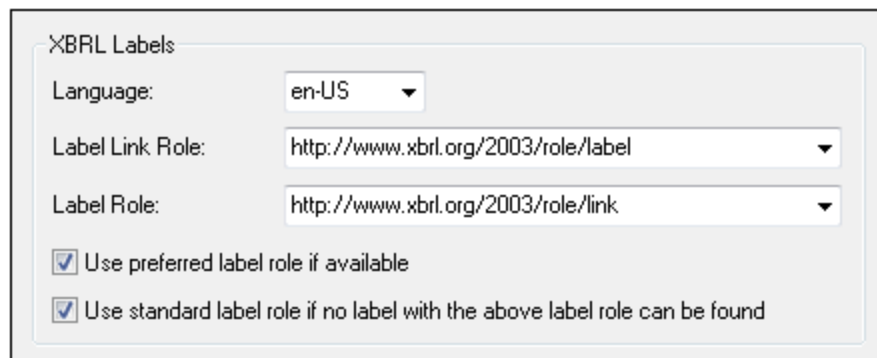 XBRL Labels
Language: en-US
Label Link Role: http://www.xbrl.org/2003/role/label
Label Role: http://www.xbrl.org/2003/role/link
Use preferred label role if available
Use standard label role if no label with the above label role can be found